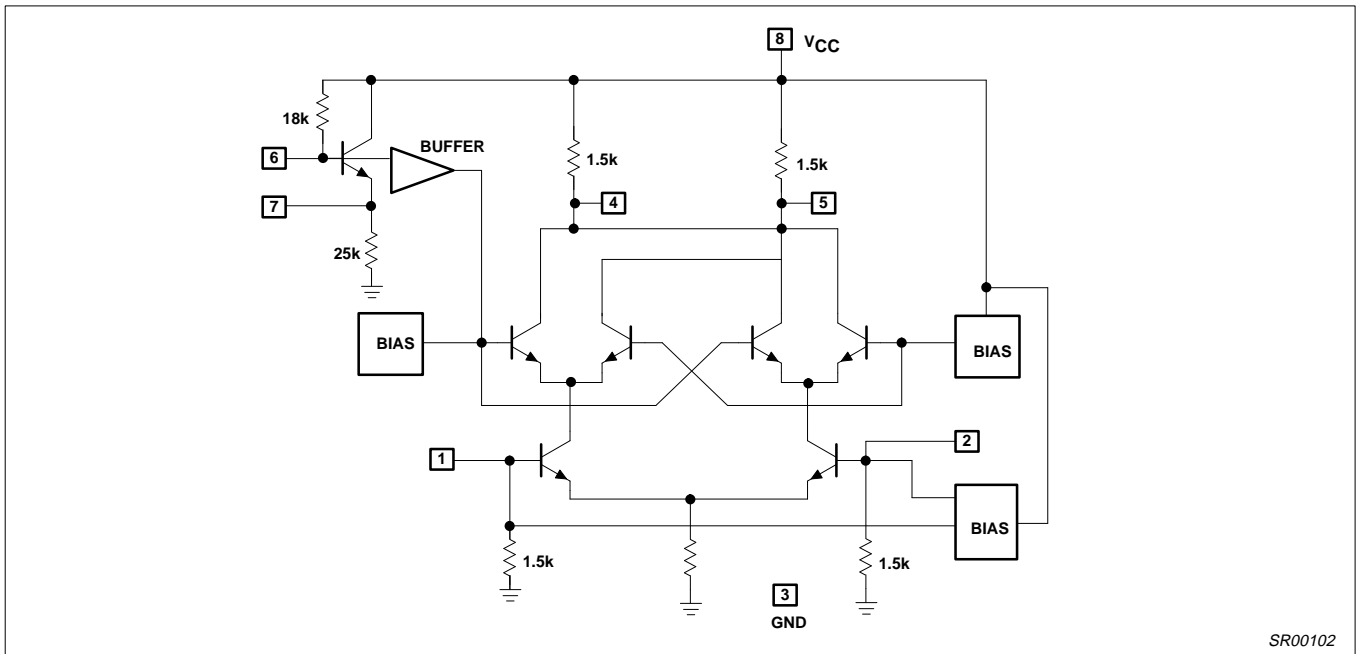 8 VCC
18k
6
BUFFER
1.5k
1.5k
7
4
5
25k
BIAS
BIAS
1
2
BIAS
1.5k
1.5k
3
GND
SR00102